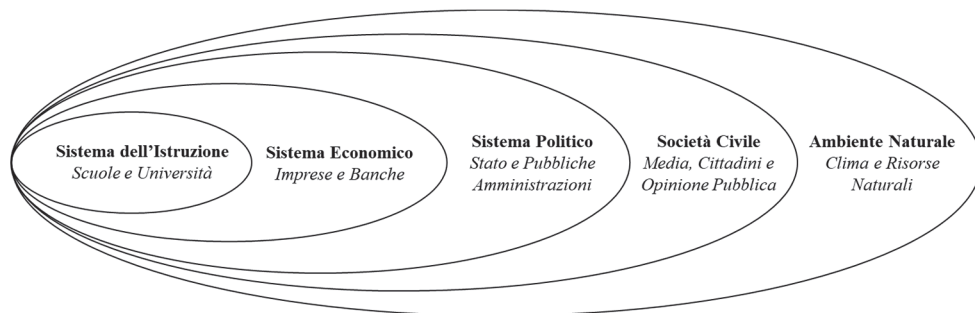 Sistema dell'Istruzione
Scuole e Università
Sistema Economico
Imprese e Banche
Sistema Politico
Stato e Pubbliche
Amministrazioni
Società Civile
Media, Cittadini e
Opinione Pubblica
Ambiente Naturale
Clima e Risorse
Naturali